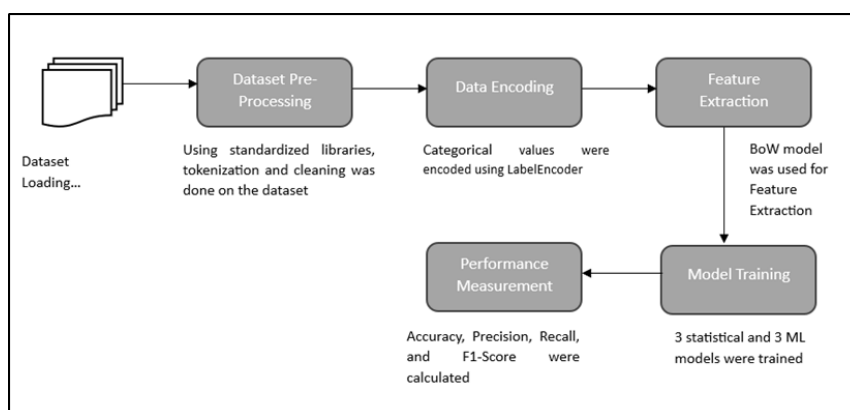 Dataset Pre-
Processing
Data Encoding
Feature
Extraction
Dataset
Loading...
Using standardized libraries,
tokenization and cleaning was
done on the dataset
Categorical values were
encoded using LabelEncoder
BoW model
was used for
Feature
Extraction
Performance
Measurement
Model Training
Accuracy, Precision, Recall,
and F1-Score were
calculated
3 statistical and 3 ML
models were trained